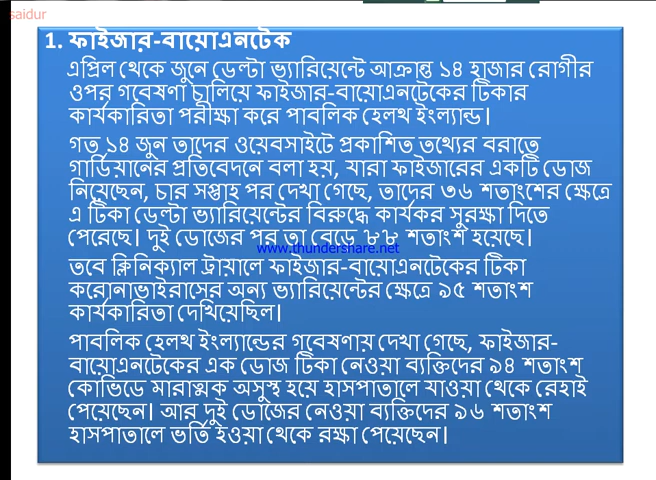 saidur
1. ফাইজার-বায়োএনটেক
এপ্রিল থেকে জুনে ডেল্টা ভ্যারিয়েন্টে আক্রান্ত ১৪ হাজার রোগীর
ওপর গবেষণা চালিয়ে ফাইজার-বায়োএনটেকের টিকার
কার্যকারিতা পরীক্ষা করে পাবলিক হেলথ ইংল্যান্ড।
গত ১৪ জুন তাদের ওয়েবসাইটে প্রকাশিত তথ্যের বরাতে
গার্ডিয়ানের প্রতিবেদনে বলা হয়, যারা ফাইজারের একটি ডোজ
নিয়েছেন, চার সপ্তাহ পর দেখা গেছে, তাদের ৩৬ শতাংশের ক্ষেত্রে
এ টিকা ডেল্টা ভ্যারিয়েন্টের বিরুদ্ধে কার্যকর সুরক্ষা দিতে
পেরেছে। দুই ডোজের পর তা বেড়ে ৮৮ শতাংশ হয়েছে।
www.thundershare.net
তবে ক্লিনিক্যাল ট্রায়ালে ফাইজার-বায়োএনটেকের টিকা
করোনাভাইরাসের অন্য ভ্যারিয়েন্টের ক্ষেত্রে ৯৫ শতাংশ
কার্যকারিতা দেখিয়েছিল।
পাবলিক হেলথ ইংল্যান্ডের গবেষণায় দেখা গেছে, ফাইজার-
বায়োএনটেকের এক ডোজ টিকা নেওয়া ব্যক্তিদের ৯৪ শতাংশ
কোভিডে মারাত্মক অসুস্থ হয়ে হাসপাতালে যাওয়া থেকে রেহাই
পেয়েছেন। আর দুই ডোজের নেওয়া ব্যক্তিদের ৯৬ শতাংশ
হাসপাতালে ভর্তি হওয়া থেকে রক্ষা পেয়েছেন।